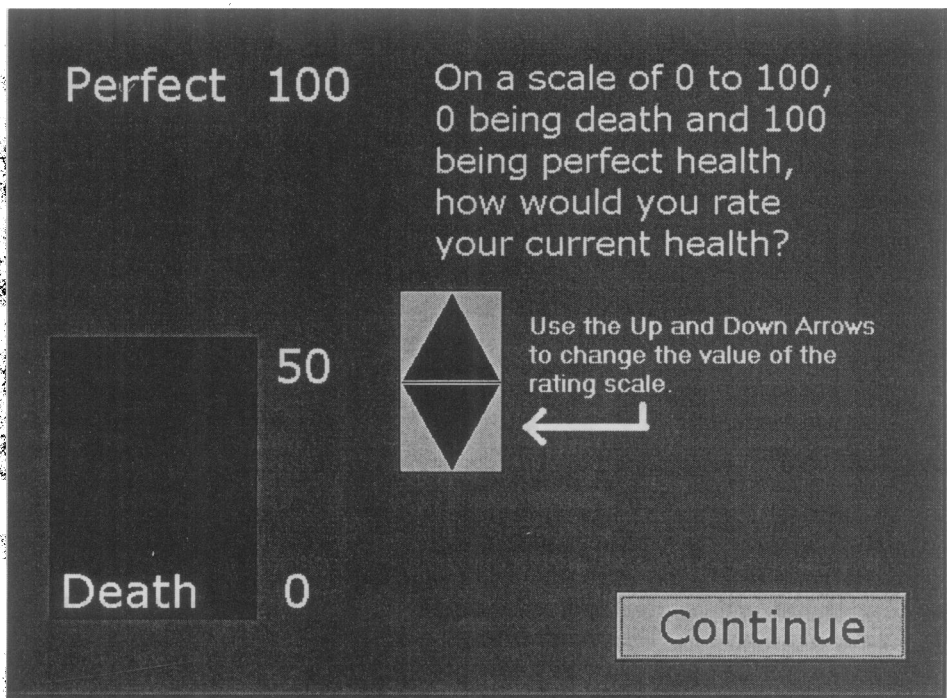 Perfect 100
On a scale of 0 to 100,
0 being death and 100
being perfect health,
how would you rate
your current health?
Use the Up and Down Arrows
to change the value of the
rating scale.
50
Death 0
Continue